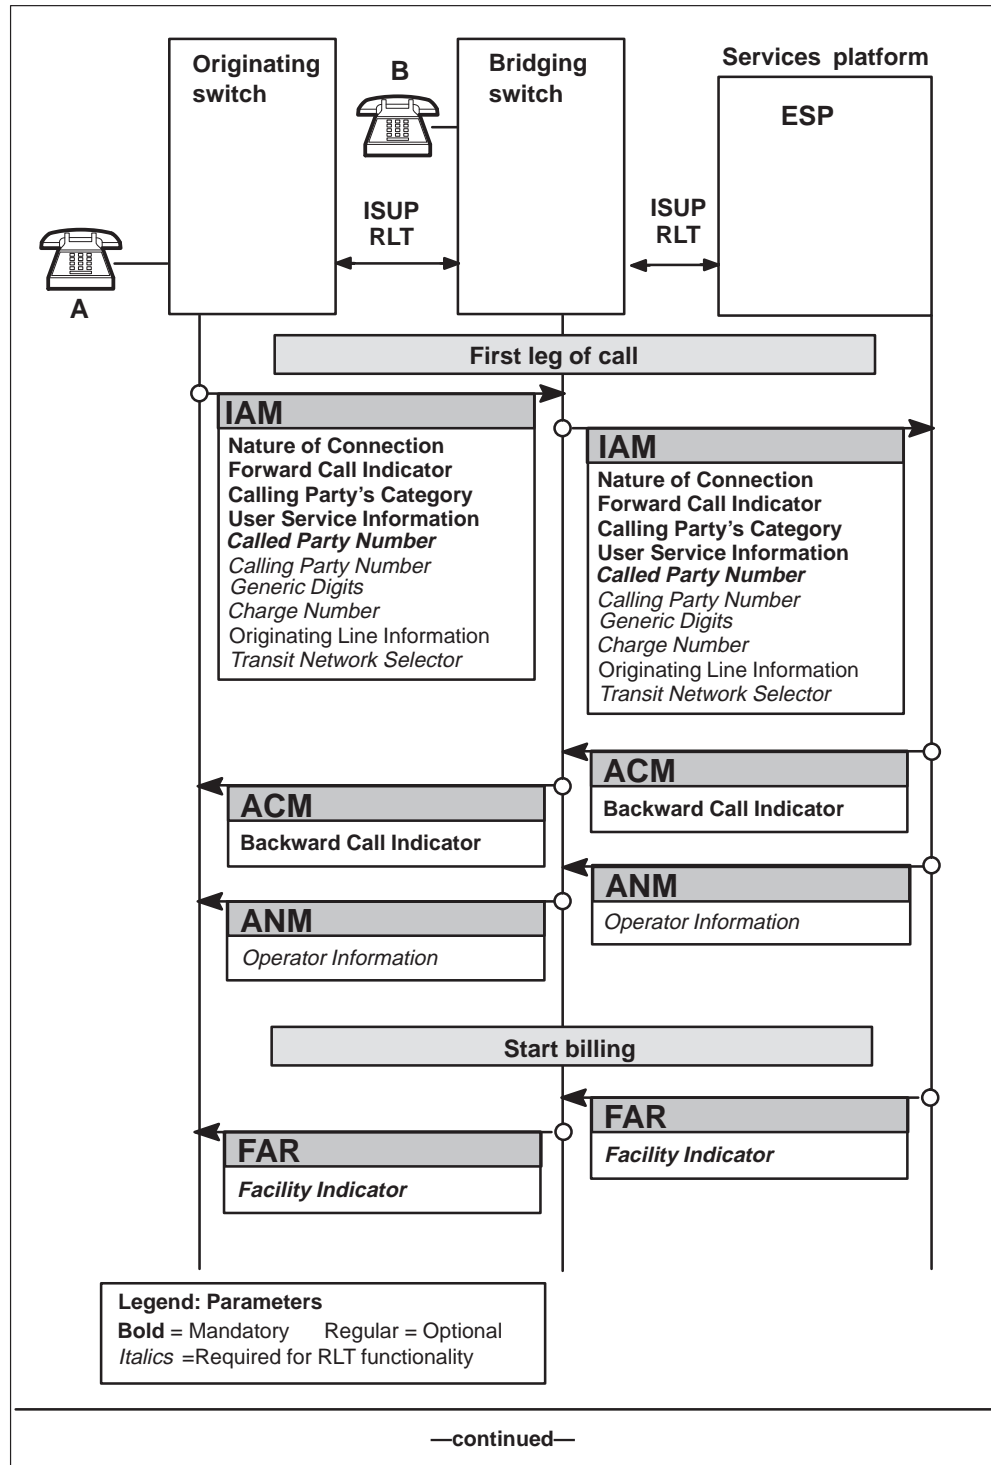 Originating
switch
B
Bridging
switch
Services platform
ESP
ISUP
RLT
ISUP
RLT
A
First leg of call
IAM
Nature of Connection
Forward Call Indicator
Calling Party’s Category
User Service Information
Called Party Number
Calling Party Number
Generic Digits
Charge Number
Originating Line Information
Transit Network Selector
IAM
Nature of Connection
Forward Call Indicator
Calling Party’s Category
User Service Information
Called Party Number
Calling Party Number
Generic Digits
Charge Number
Originating Line Information
Transit Network Selector
ACM
Backward Call Indicator
ACM
Backward Call Indicator
ANM
Operator Information
ANM
Operator Information
Start billing
FAR
Facility Indicator
FAR
Facility Indicator
Legend: Parameters
Bold = Mandatory Regular = Optional
Italics =Required for RLT functionality
—continued—